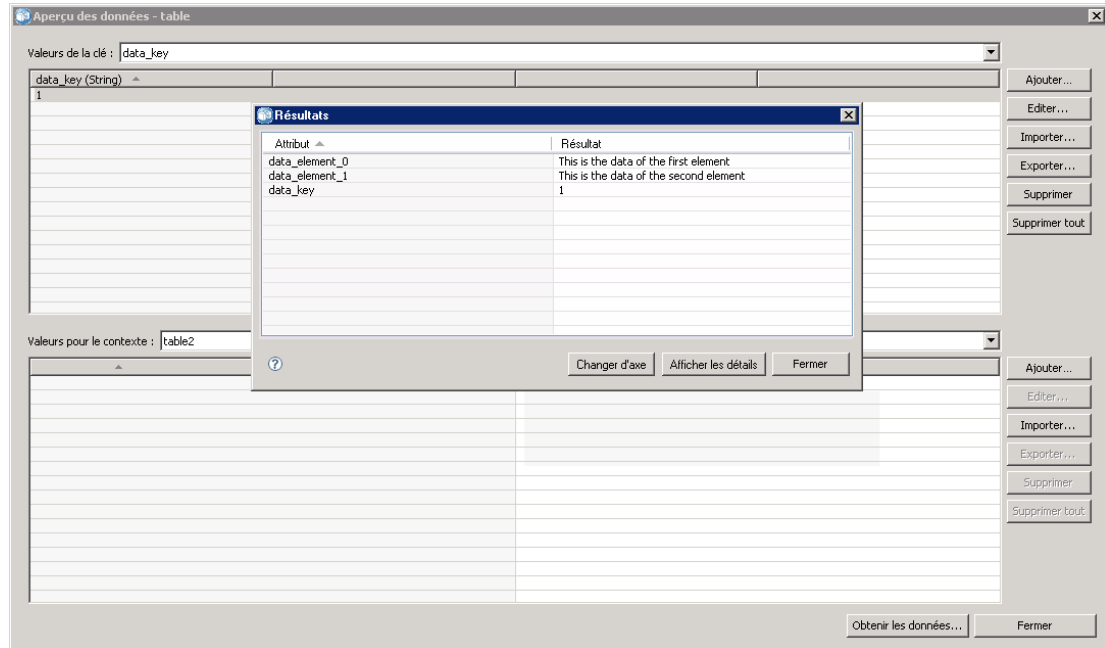 Aperçu des données - table
Valeurs de la clé : data_key
data_key (String)
1
Ajouter...
Editer...
Importer...
Exporter...
Supprimer
Supprimer tout
Résultats
Attribut Résultat
data_element_0 This is the data of the first element
data_element_1 This is the data of the second element
data_key 1
? Changer d'axe Afficher les détails Fermer
Valeurs pour le contexte : table2
Ajouter...
Editer...
Importer...
Exporter...
Supprimer
Supprimer tout
Obtenir les données... Fermer